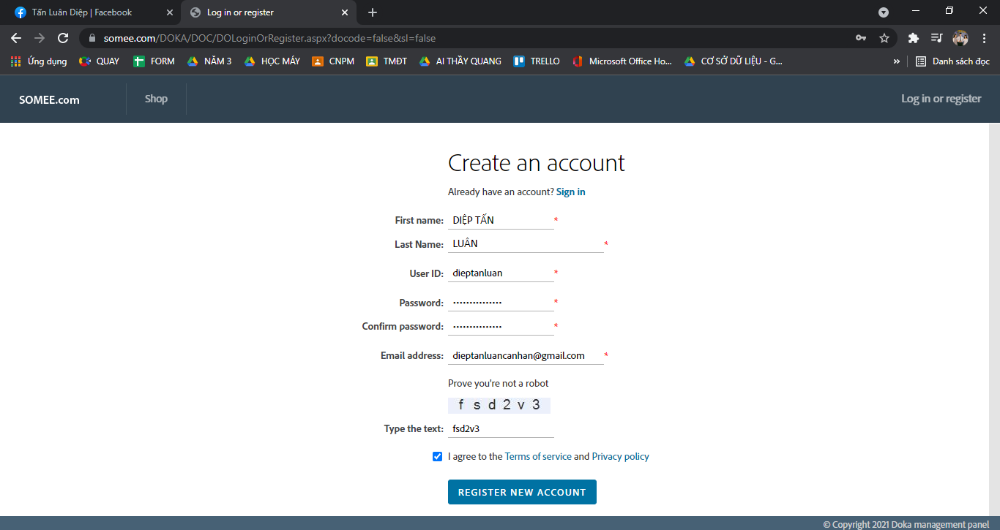 Tấn Luân Diệp | Facebook
Log in or register
somee.com/DOKA/DOC/DOLoginOrRegister.aspx?docode=false&sl=false
Ứng dụng QUAY FORM NĂM 3 HỌC MÁY CNPM TMĐT AI THẦY QUANG TRELLO Microsoft Office Ho... CƠ SỞ DỮ LIỆU - G... » Danh sách đọc
SOMEE.com Shop Log in or register
Create an account
Already have an account? Sign in
First name: DIỆP TẤN *
Last Name: LUÂN *
User ID: dieptanluan *
Password: ••••••••••••••• *
Confirm password: ••••••••••••••• *
Email address: dieptanluancanhan@gmail.com *
Prove you're not a robot
f s d 2 v 3
Type the text: fsd2v3
I agree to the Terms of service and Privacy policy
REGISTER NEW ACCOUNT
© Copyright 2021 Doka management panel